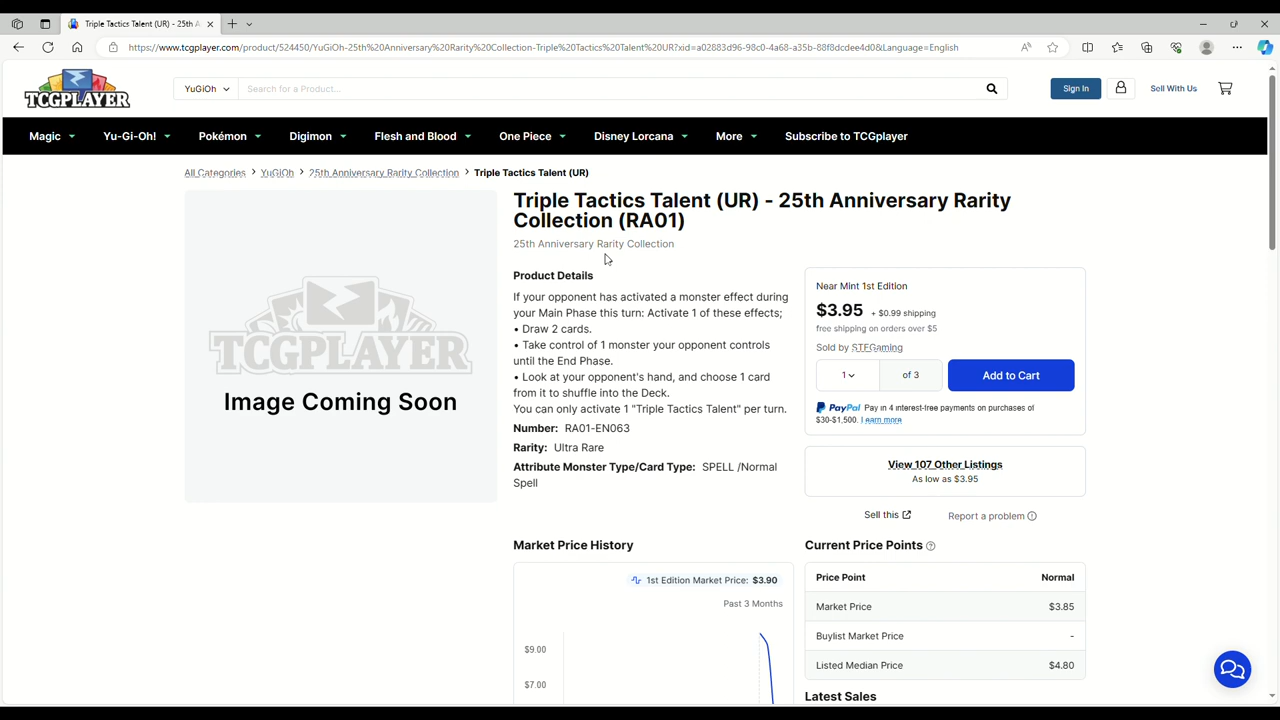 Triple Tactics Talent (UR) - 25th A
https://www.tcgplayer.com/product/524450/YuGiOh-25th%20Anniversary%20Rarity%20Collection-Triple%20Tactics%20Talent%20UR?xid=a02883d96-98c0-4a68-a35b-88f8dcdee4d0&Language=English
TCGPLAYER
YuGiOh
Search for a Product...
Sign In
Sell With Us
Magic
Yu-Gi-Oh!
Pokémon
Digimon
Flesh and Blood
One Piece
Disney Lorcana
More
Subscribe to TCGplayer
All Categories > YuGiOh > 25th Anniversary Rarity Collection > Triple Tactics Talent (UR)
TCGPLAYER
Image Coming Soon
Triple Tactics Talent (UR) - 25th Anniversary Rarity
Collection (RA01)
25th Anniversary Rarity Collection
Product Details
If your opponent has activated a monster effect during
your Main Phase this turn: Activate 1 of these effects;
• Draw 2 cards.
• Take control of 1 monster your opponent controls
until the End Phase.
• Look at your opponent's hand, and choose 1 card
from it to shuffle into the Deck.
You can only activate 1 "Triple Tactics Talent" per turn.
Number: RA01-EN063
Rarity: Ultra Rare
Attribute Monster Type/Card Type: SPELL /Normal
Spell
Near Mint 1st Edition
$3.95 + $0.99 shipping
free shipping on orders over $5
Sold by STFGaming
1
of 3
Add to Cart
PayPal Pay in 4 interest-free payments on purchases of
$30-$1,500. Learn more
View 107 Other Listings
As low as $3.95
Sell this
Report a problem
Market Price History
1st Edition Market Price: $3.90
Past 3 Months
$9.00
$7.00
Current Price Points
Price Point Normal
Market Price $3.85
Buylist Market Price -
Listed Median Price $4.80
Latest Sales